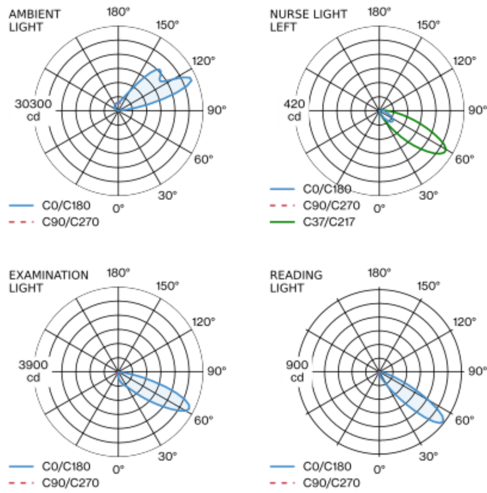 AMBIENT
LIGHT
180°
150°
120°
30300
cd
90°
60°
30°
0°
C0/C180
C90/C270
NURSE LIGHT
LEFT
180°
150°
120°
420
cd
90°
60°
30°
0°
C0/C180
C90/C270
C37/C217
EXAMINATION
LIGHT
180°
150°
120°
3900
cd
90°
60°
30°
0°
C0/C180
C90/C270
READING
LIGHT
180°
150°
120°
900
cd
90°
60°
30°
0°
C0/C180
C90/C270